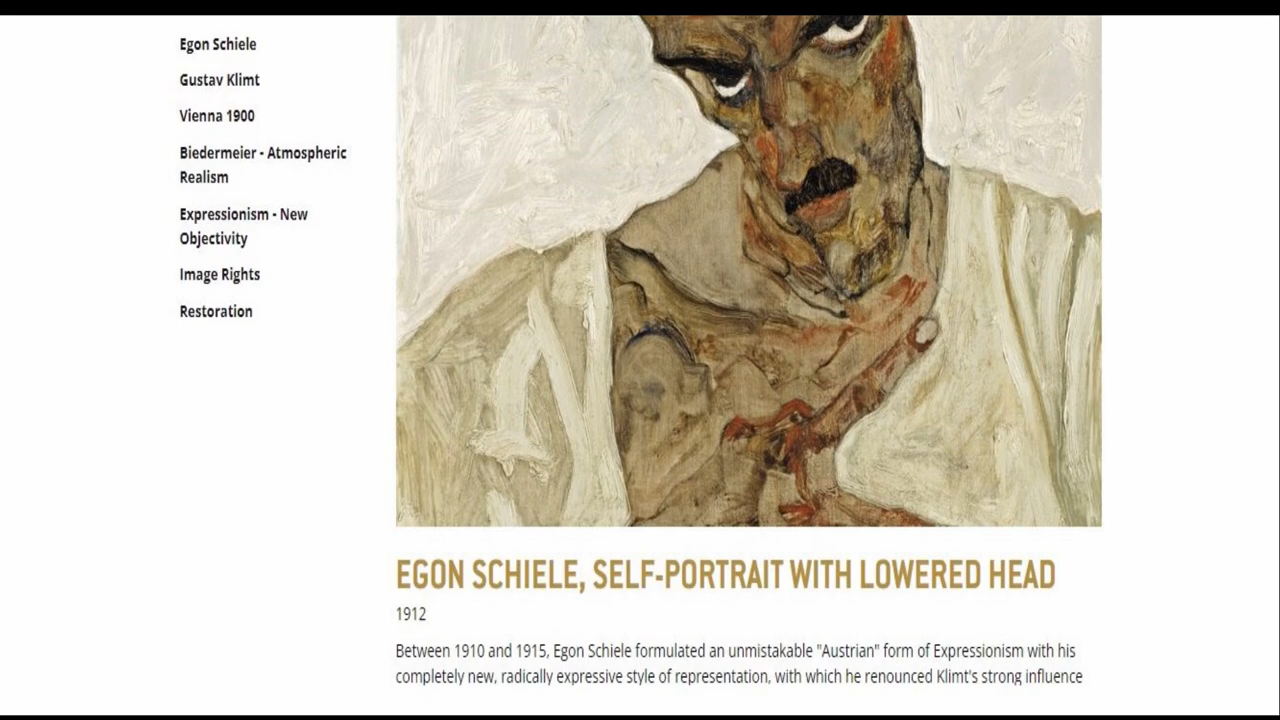 Egon Schiele
Gustav Klimt
Vienna 1900
Biedermeier - Atmospheric
Realism
Expressionism - New
Objectivity
Image Rights
Restoration
EGON SCHIELE, SELF-PORTRAIT WITH LOWERED HEAD
1912
Between 1910 and 1915, Egon Schiele formulated an unmistakable "Austrian" form of Expressionism with his
completely new, radically expressive style of representation, with which he renounced Klimt's strong influence